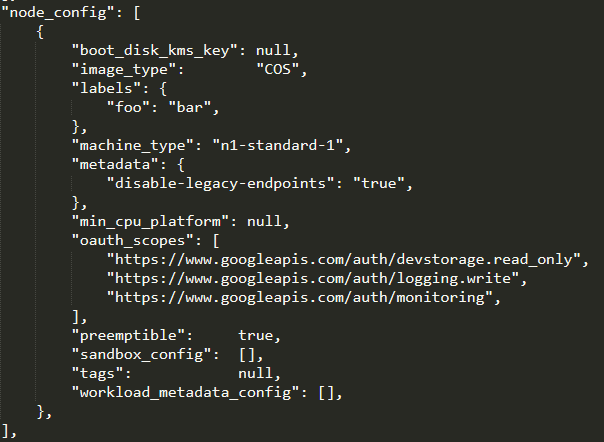 "node_config": [
    {
        "boot_disk_kms_key": null,
        "image_type":        "COS",
        "labels": {
            "foo": "bar",
        },
        "machine_type": "n1-standard-1",
        "metadata": {
            "disable-legacy-endpoints": "true",
        },
        "min_cpu_platform": null,
        "oauth_scopes": [
            "https://www.googleapis.com/auth/devstorage.read_only",
            "https://www.googleapis.com/auth/logging.write",
            "https://www.googleapis.com/auth/monitoring",
        ],
        "preemptible":     true,
        "sandbox_config":  [],
        "tags":            null,
        "workload_metadata_config": [],
    },
],